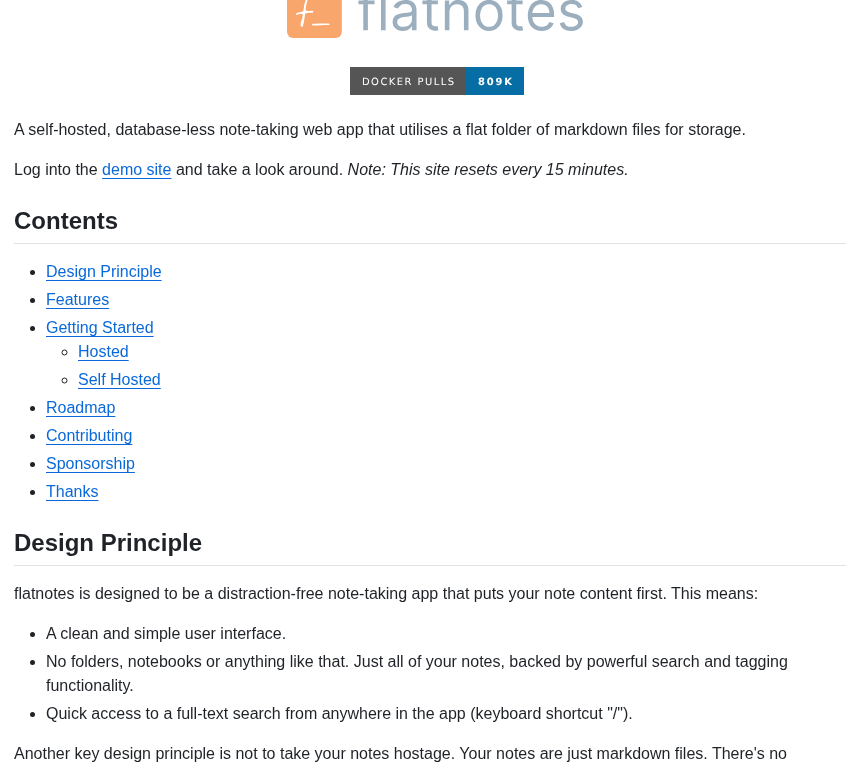 flatnotes
DOCKER PULLS 809K
A self-hosted, database-less note-taking web app that utilises a flat folder of markdown files for storage.
Log into the demo site and take a look around. Note: This site resets every 15 minutes.
Contents
Design Principle
Features
Getting Started
Hosted
Self Hosted
Roadmap
Contributing
Sponsorship
Thanks
Design Principle
flatnotes is designed to be a distraction-free note-taking app that puts your note content first. This means:
A clean and simple user interface.
No folders, notebooks or anything like that. Just all of your notes, backed by powerful search and tagging
functionality.
Quick access to a full-text search from anywhere in the app (keyboard shortcut "/").
Another key design principle is not to take your notes hostage. Your notes are just markdown files. There's no